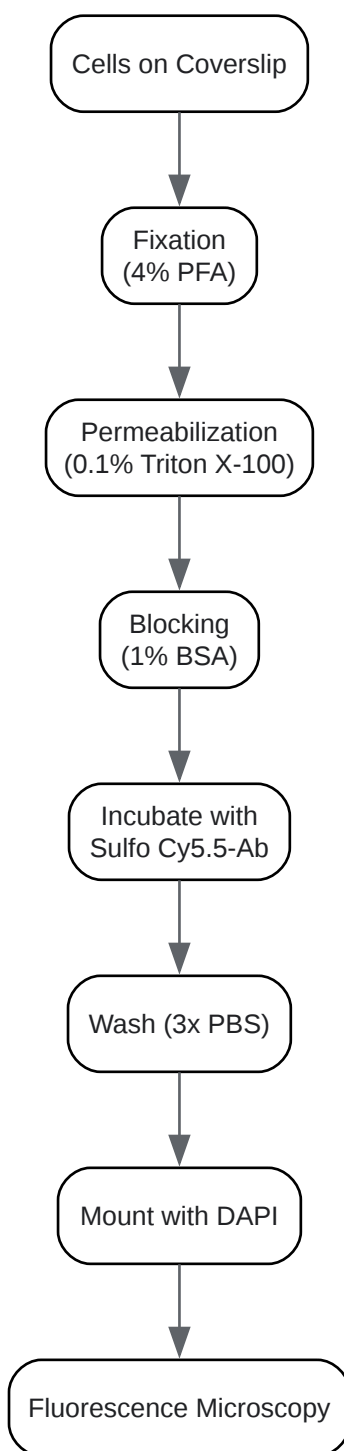 Cells on Coverslip
Fixation
(4% PFA)
Permeabilization
(0.1% Triton X-100)
Blocking
(1% BSA)
Incubate with
Sulfo Cy5.5-Ab
Wash (3x PBS)
Mount with DAPI
Fluorescence Microscopy